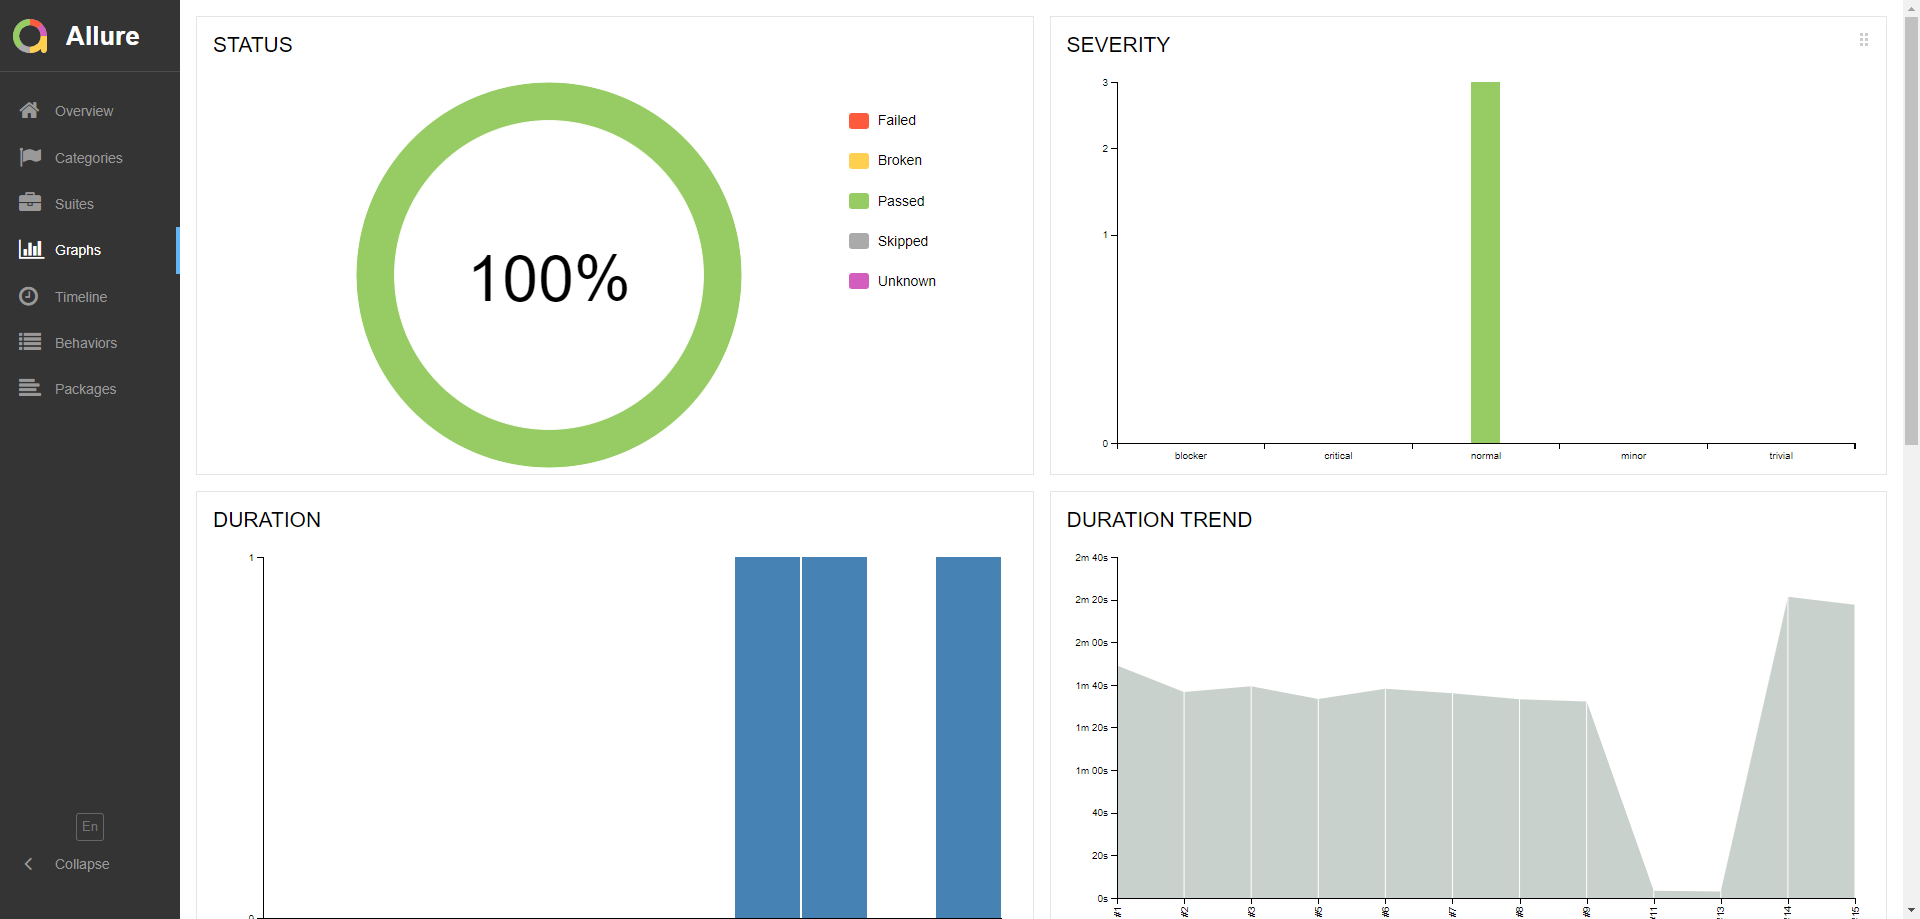 Allure
Overview
Categories
Suites
Graphs
Timeline
Behaviors
Packages
En
Collapse
STATUS
100%
Failed
Broken
Passed
Skipped
Unknown
SEVERITY
3
2
1
0
blocker critical normal minor trivial
DURATION
1
0
DURATION TREND
2m 40s
2m 20s
2m 00s
1m 40s
1m 20s
1m 00s
40s
20s
0s
#1 #2 #3 #5 #6 #7 #8 #9 #11 #13 #14 #15